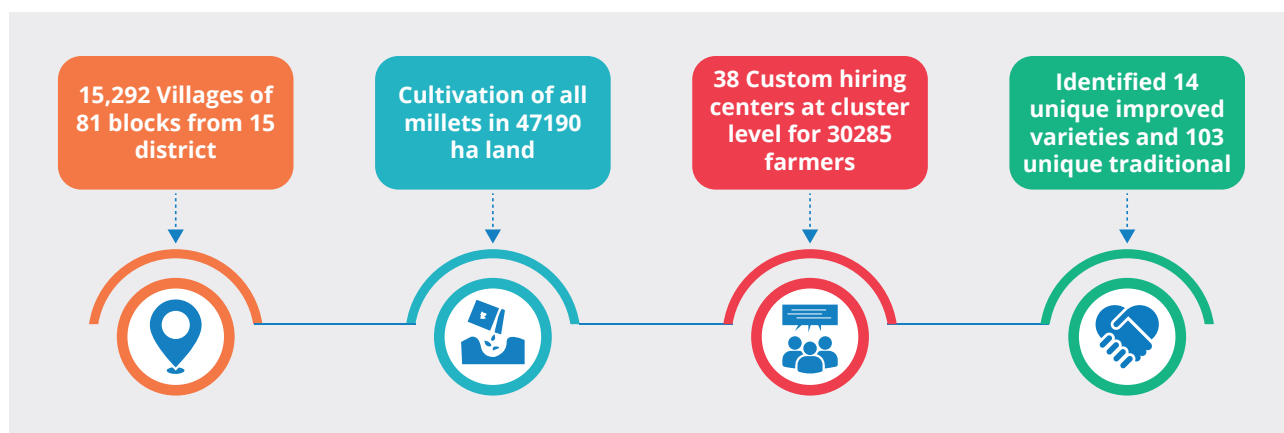 15,292 Villages of
81 blocks from 15
district
Cultivation of all
millets in 47190
ha land
38 Custom hiring
centers at cluster
level for 30285
farmers
Identified 14
unique improved
varieties and 103
unique traditional